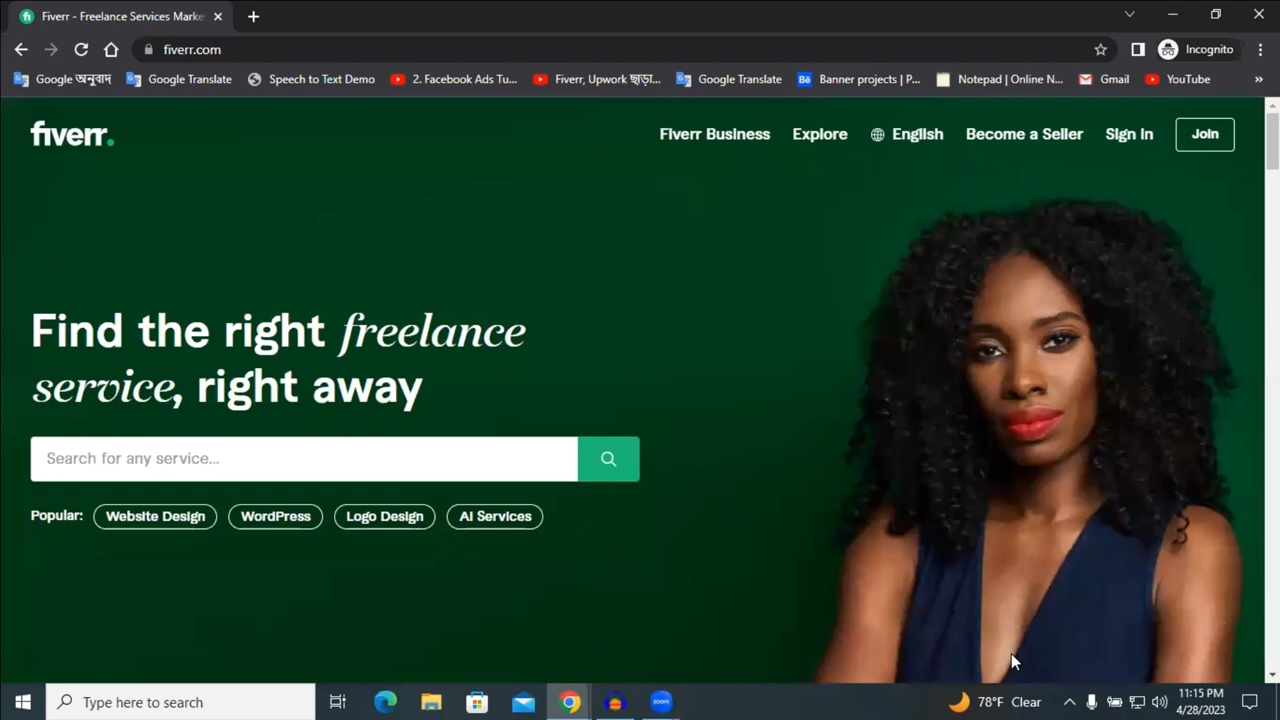 Fiverr - Freelance Services Marke
fiverr.com
Incognito
Google অনুবাদ
Google Translate
Speech to Text Demo
2. Facebook Ads Tu...
Fiverr, Upwork ছাড়া...
Google Translate
Bē
Banner projects | P...
Notepad | Online N...
Gmail
YouTube
»
fiverr.
Fiverr Business
Explore
English
Become a Seller
Sign in
Join
Find the right freelance
service, right away
Search for any service...
Popular:
Website Design
WordPress
Logo Design
AI Services
Type here to search
zoom
78°F Clear
11:15 PM
4/28/2023